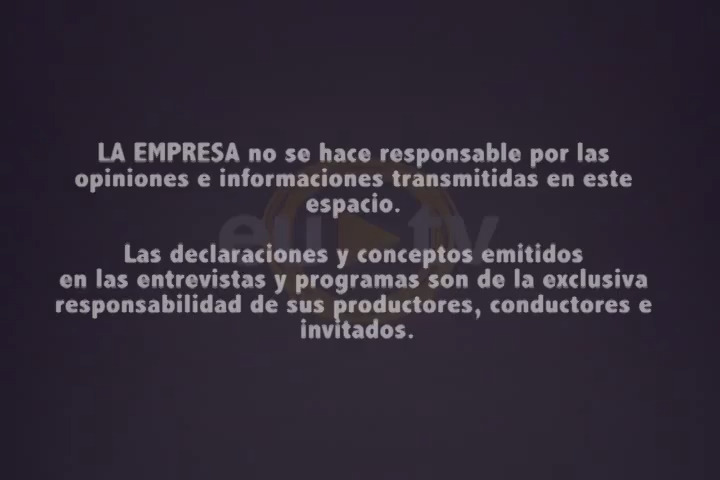 LA EMPRESA no se hace responsable por las
opiniones e informaciones transmitidas en este
espacio.
Las declaraciones y conceptos emitidos
en las entrevistas y programas son de la exclusiva
responsabilidad de sus productores, conductores e
invitados.